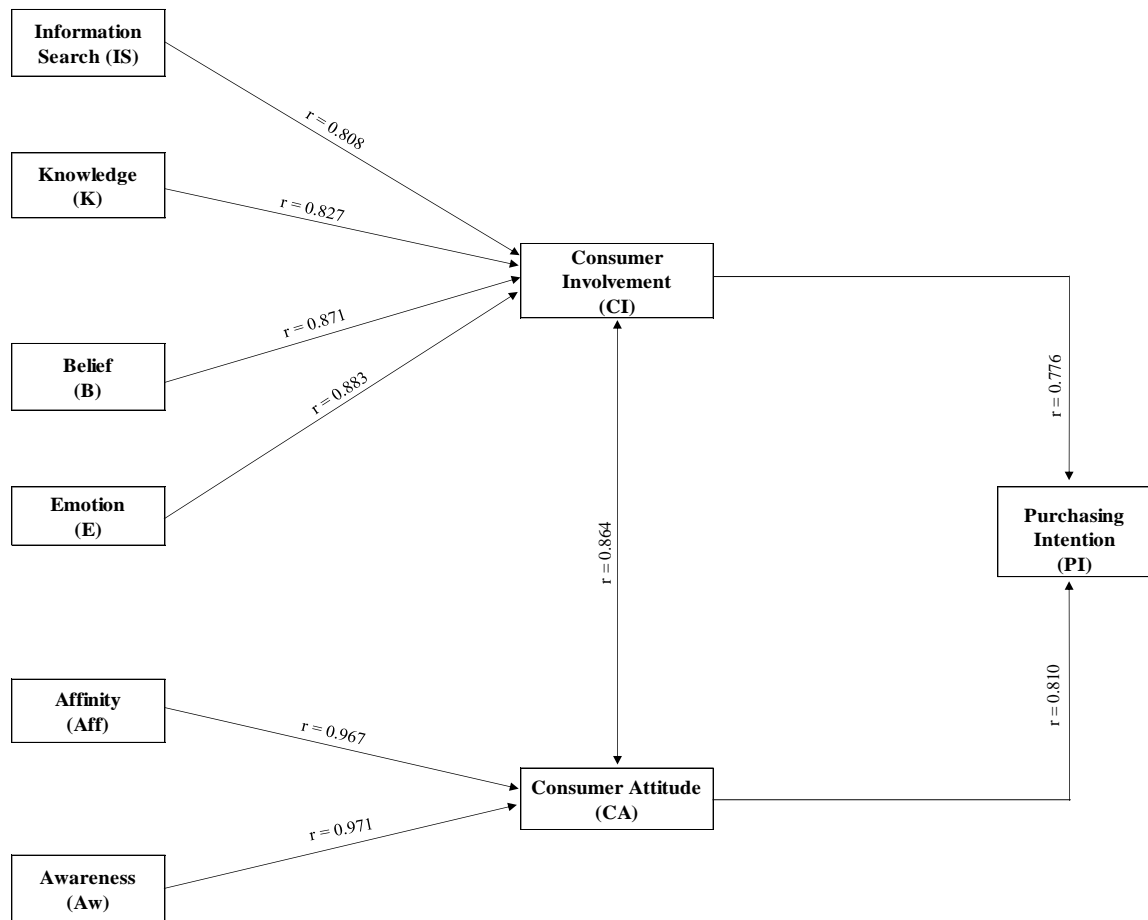 Information
Search (IS)
r = 0.808
Knowledge
(K)
r = 0.827
Consumer
Involvement
(CI)
Belief
(B)
r = 0.871
r = 0.776
Emotion
(E)
r = 0.883
r = 0.864
Purchasing
Intention
(PI)
Affinity
(Aff)
r = 0.967
r = 0.810
Consumer Attitude
(CA)
r = 0.971
Awareness
(Aw)